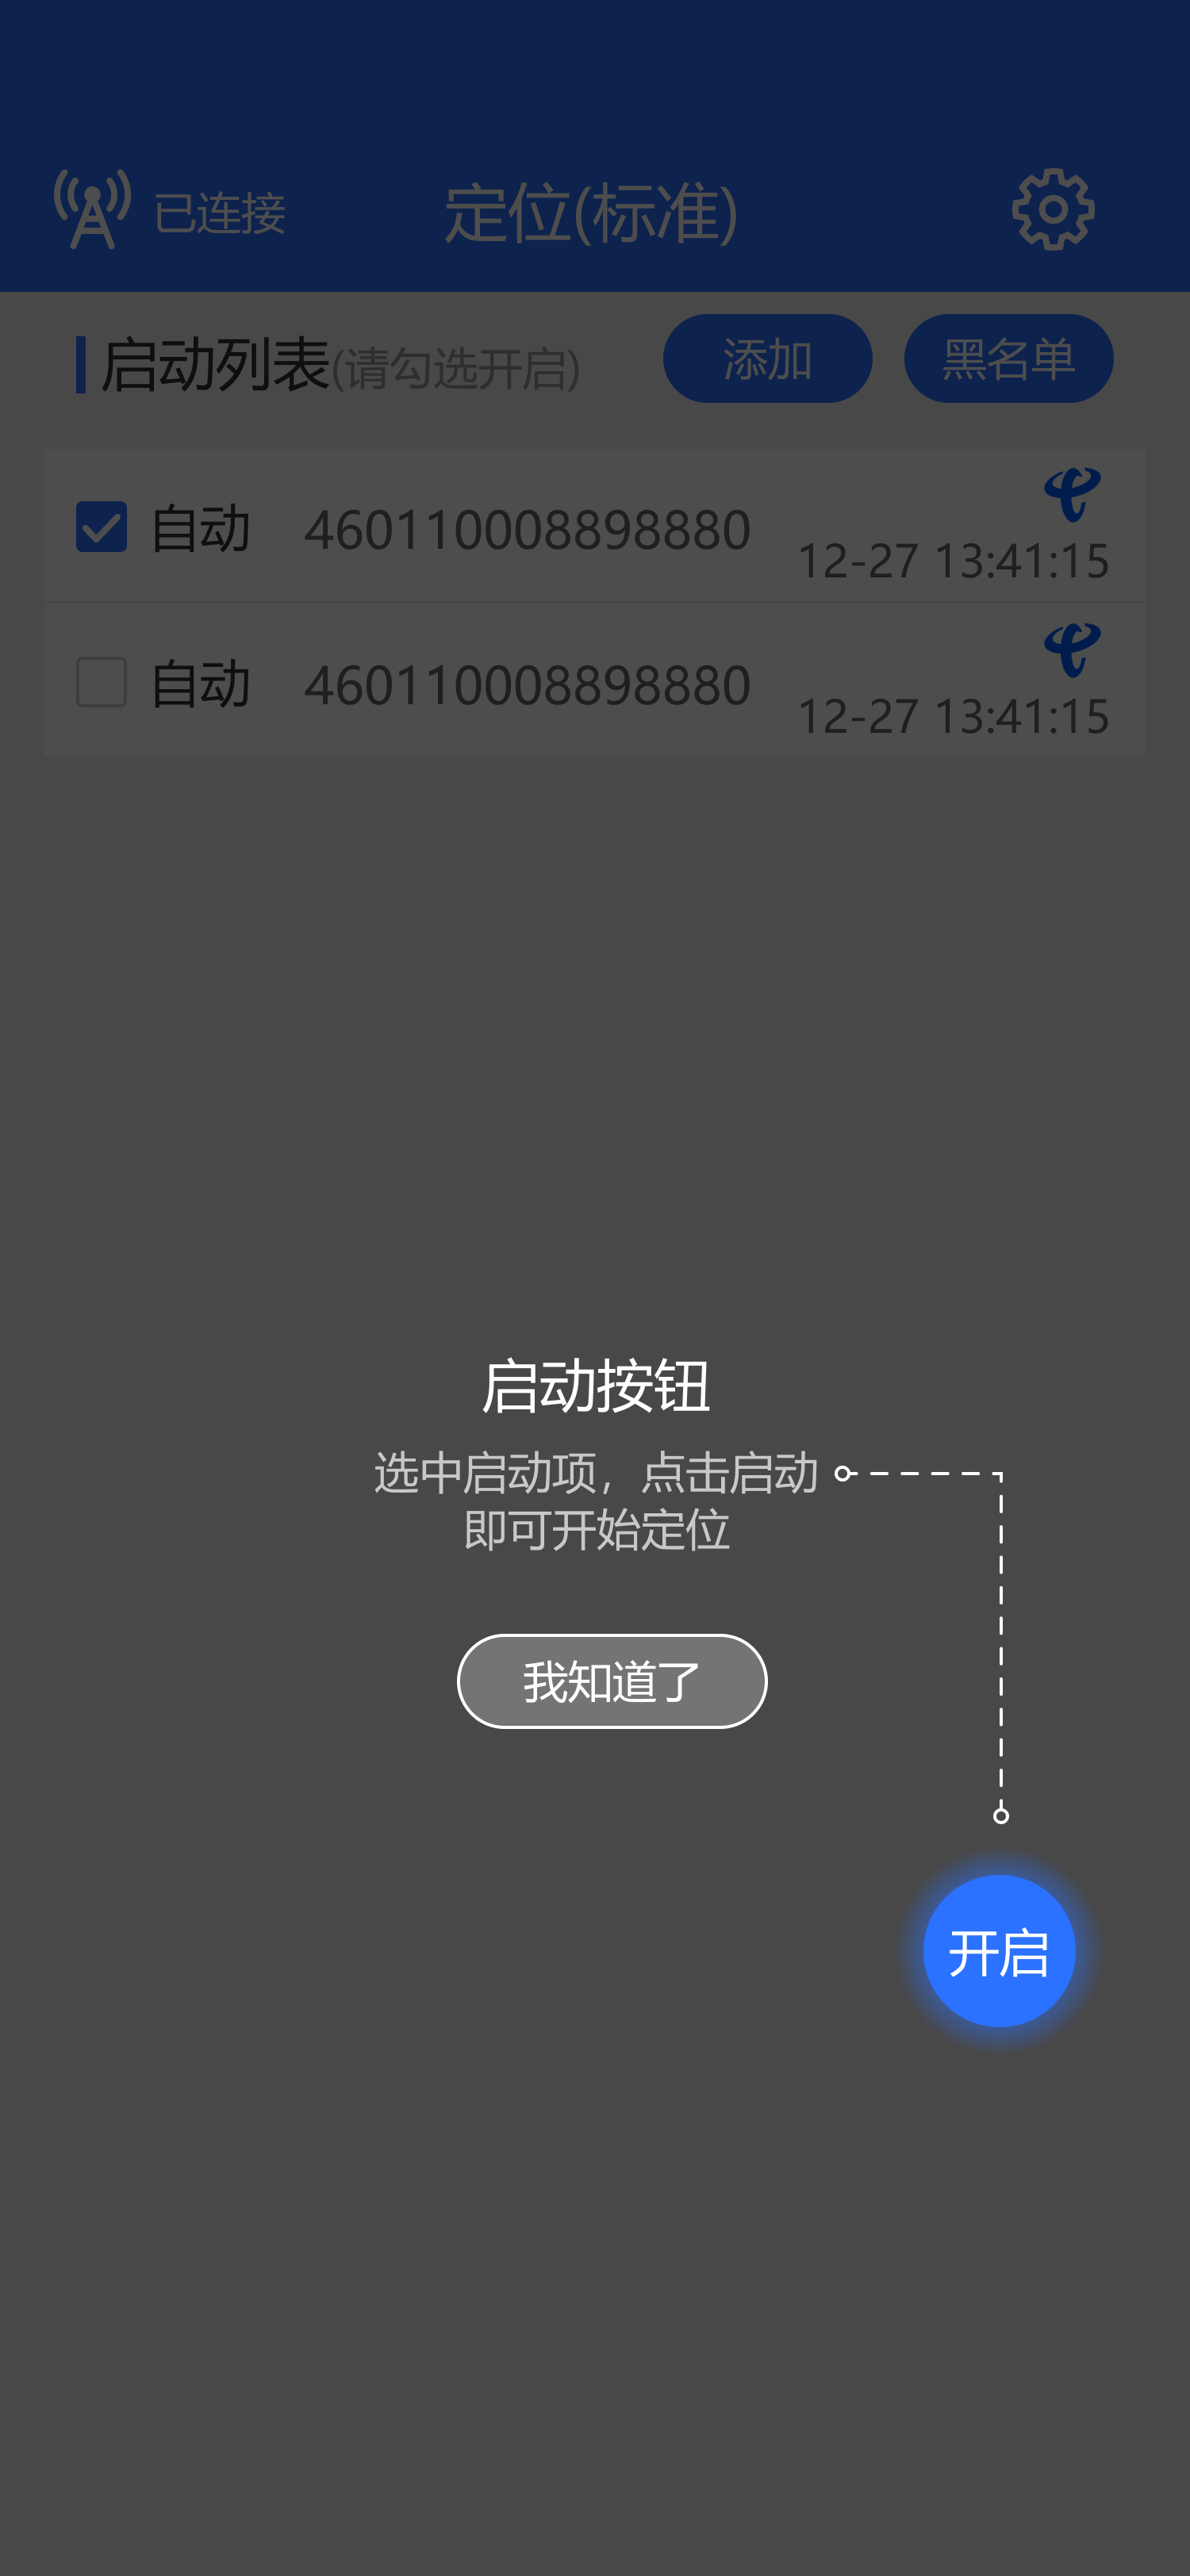 已连接
定位(标准)
启动列表(请勾选开启)
添加
黑名单
自动
460110008898880
12-27 13:41:15
自动
460110008898880
12-27 13:41:15
启动按钮
选中启动项，点击启动
即可开始定位
我知道了
开启